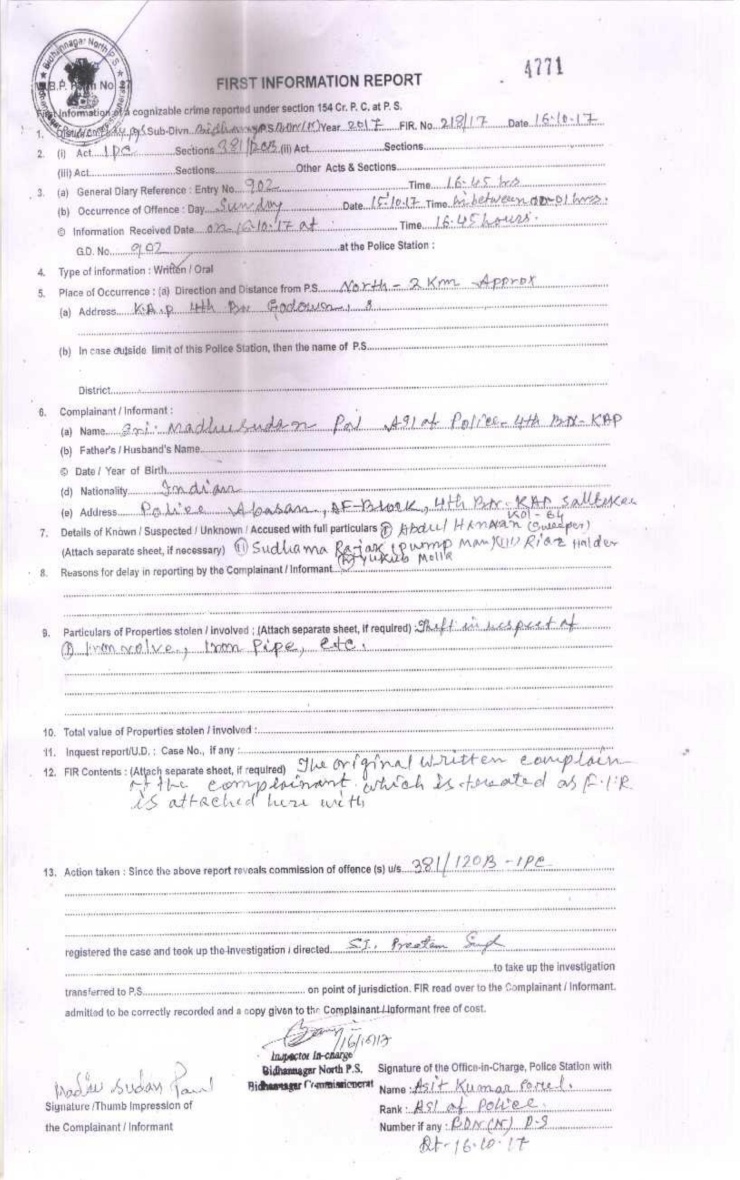 4771
Bidhannagar North P.S.
W.B.P. Form No
FIRST INFORMATION REPORT
First Information of a cognizable crime reported under section 154 Cr. P. C. at P. S.
1. Sub-Divn. P.S. BDN(N) Year 2017 FIR. No. 218/17 Date 16-10-17
2. (i) Act IPC Sections 381/120B (ii) Act Sections
(iii) Act Sections Other Acts & Sections
3. (a) General Diary Reference : Entry No. 902 Time 16-45 hrs
(b) Occurrence of Offence : Day Sunday Date 15-10-17 Time in between 00-01 hrs.
© Information Received Date on 16-10-17 at Time 16-45 hours.
G.D. No. 902 at the Police Station :
4. Type of information : Written / Oral
5. Place of Occurrence : (a) Direction and Distance from P.S. North - 2 Km Approx
(a) Address K.A.P 4th Bn Godown,
(b) In case outside limit of this Police Station, then the name of P.S.
District
6. Complainant / Informant :
(a) Name Sri Madhusudan Pal ASI of Police- 4th BN- KAP
(b) Father's / Husband's Name
© Date / Year of Birth
(d) Nationality Indian
(e) Address Police Abasan, AF-Block, 4th Bn. KAP Saltlake
Kol - 64
7. Details of Known / Suspected / Unknown / Accused with full particulars (i) Abdul Hannan (Sweeper)
(Attach separate sheet, if necessary) (ii) Sudhama Rajak (Pump Man) (iii) Riaz Halder
(iv) Yukub Molla
8. Reasons for delay in reporting by the Complainant / Informant
9. Particulars of Properties stolen / involved : (Attach separate sheet, if required) Theft in respect of
(i) Iron valve, Iron Pipe, etc.
10. Total value of Properties stolen / involved :
11. Inquest report/U.D. : Case No., if any :
12. FIR Contents : (Attach separate sheet, if required) The original written complain
of the complainant which is treated as F.I.R
is attached here with
13. Action taken : Since the above report reveals commission of offence (s) u/s 381/120B - IPC
registered the case and took up the investigation / directed S.I. Preetam
to take up the investigation
transferred to P.S. on point of jurisdiction. FIR read over to the Complainant / Informant.
admitted to be correctly recorded and a copy given to the Complainant / Informant free of cost.
16/10/17
Inspector In-charge
Bidhannagar North P.S.
Bidhannagar Commissionerat
Signature of the Office-in-Charge, Police Station with
Name : Asit Kumar
Rank : ASI of Police.
Number if any : BDN(N) P.S
Dt- 16-10-17
Madhu Sudan Paul
Signature /Thumb Impression of
the Complainant / Informant